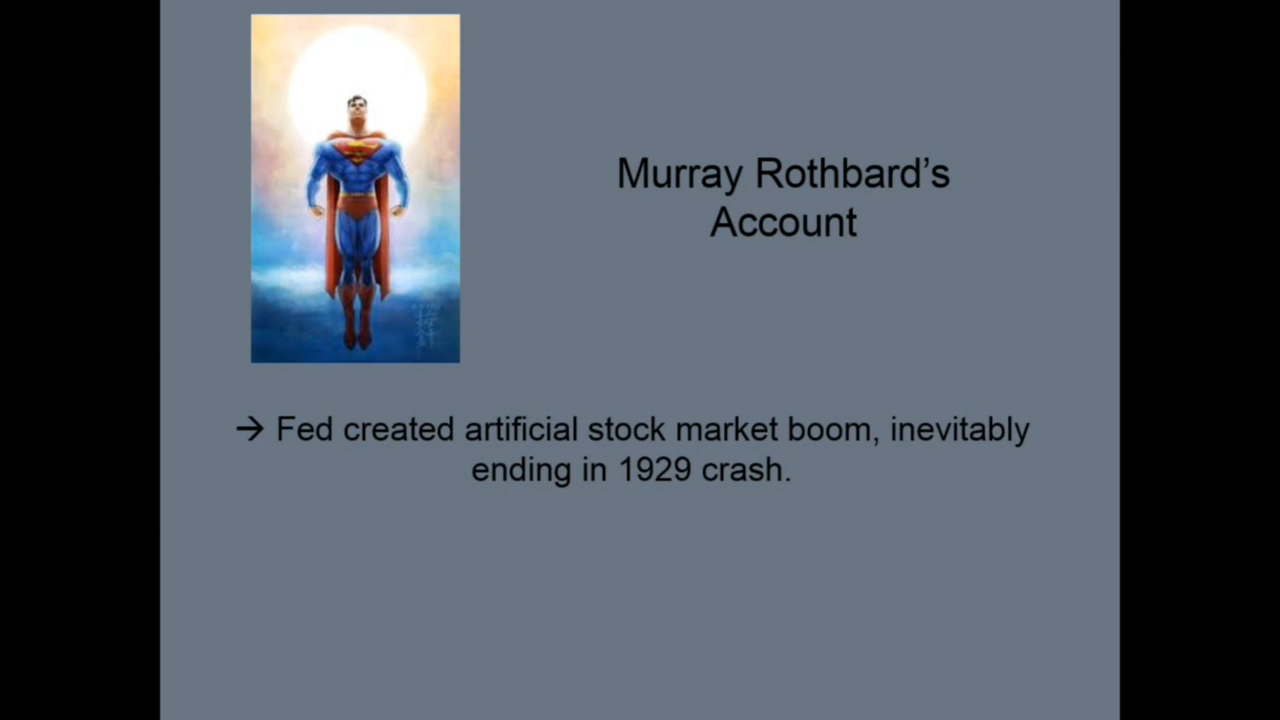 Murray Rothbard’s
Account
→ Fed created artificial stock market boom, inevitably
ending in 1929 crash.